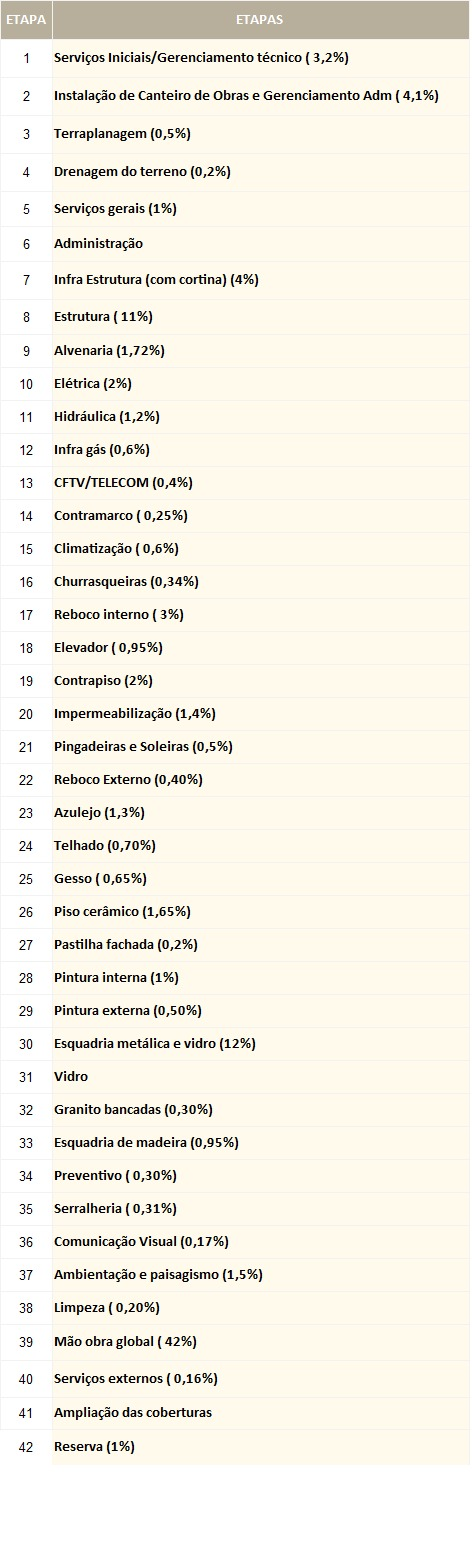 ETAPA ETAPAS
1 Serviços Iniciais/Gerenciamento técnico ( 3,2%)
2 Instalação de Canteiro de Obras e Gerenciamento Adm ( 4,1%)
3 Terraplanagem (0,5%)
4 Drenagem do terreno (0,2%)
5 Serviços gerais (1%)
6 Administração
7 Infra Estrutura (com cortina) (4%)
8 Estrutura ( 11%)
9 Alvenaria (1,72%)
10 Elétrica (2%)
11 Hidráulica (1,2%)
12 Infra gás (0,6%)
13 CFTV/TELECOM (0,4%)
14 Contramarco ( 0,25%)
15 Climatização ( 0,6%)
16 Churrasqueiras (0,34%)
17 Reboco interno ( 3%)
18 Elevador ( 0,95%)
19 Contrapiso (2%)
20 Impermeabilização (1,4%)
21 Pingadeiras e Soleiras (0,5%)
22 Reboco Externo (0,40%)
23 Azulejo (1,3%)
24 Telhado (0,70%)
25 Gesso ( 0,65%)
26 Piso cerâmico (1,65%)
27 Pastilha fachada (0,2%)
28 Pintura interna (1%)
29 Pintura externa (0,50%)
30 Esquadria metálica e vidro (12%)
31 Vidro
32 Granito bancadas (0,30%)
33 Esquadria de madeira (0,95%)
34 Preventivo ( 0,30%)
35 Serralheria ( 0,31%)
36 Comunicação Visual (0,17%)
37 Ambientação e paisagismo (1,5%)
38 Limpeza ( 0,20%)
39 Mão obra global ( 42%)
40 Serviços externos ( 0,16%)
41 Ampliação das coberturas
42 Reserva (1%)